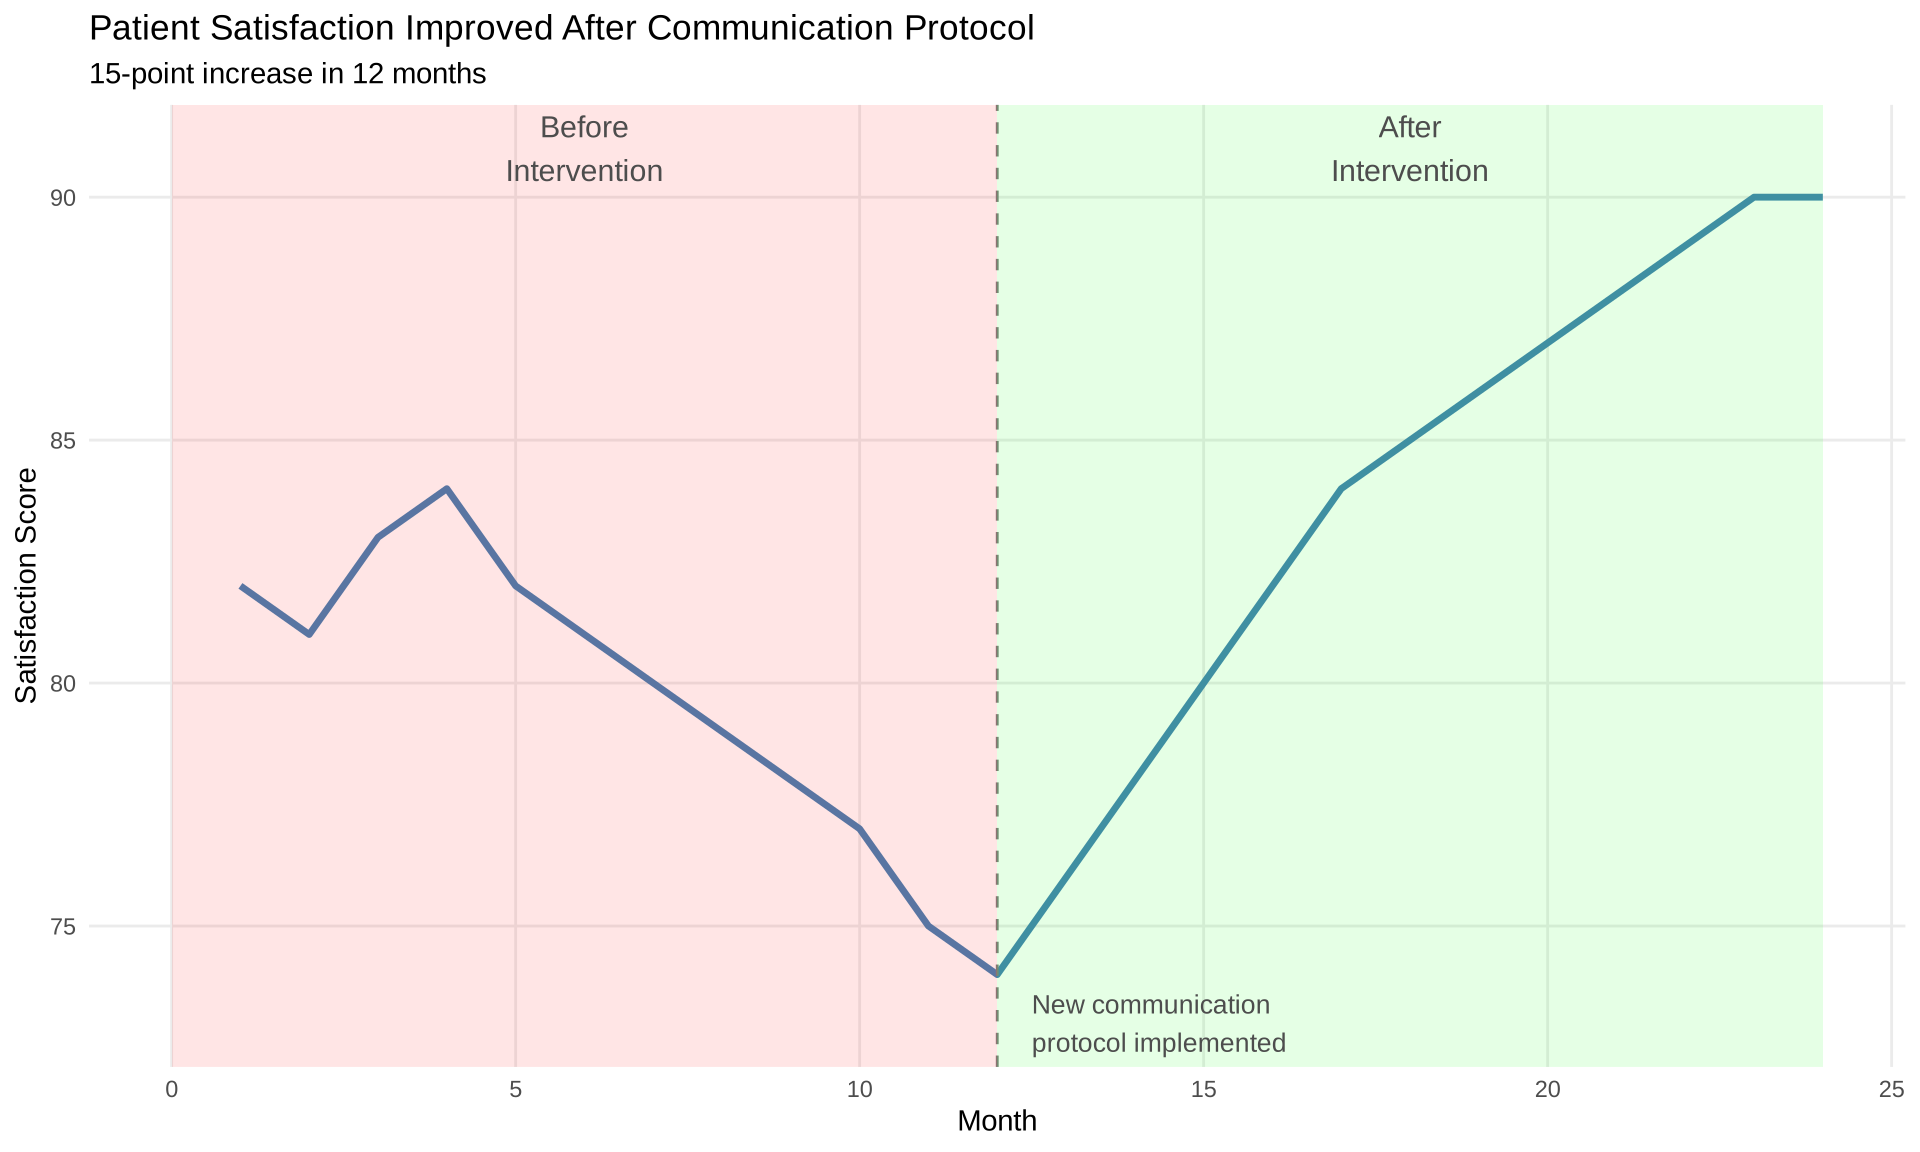 Patient Satisfaction Improved After Communication Protocol
15-point increase in 12 months
Before
Intervention
After
Intervention
90
85
80
75
Satisfaction Score
New communication
protocol implemented
0
5
10
15
20
25
Month